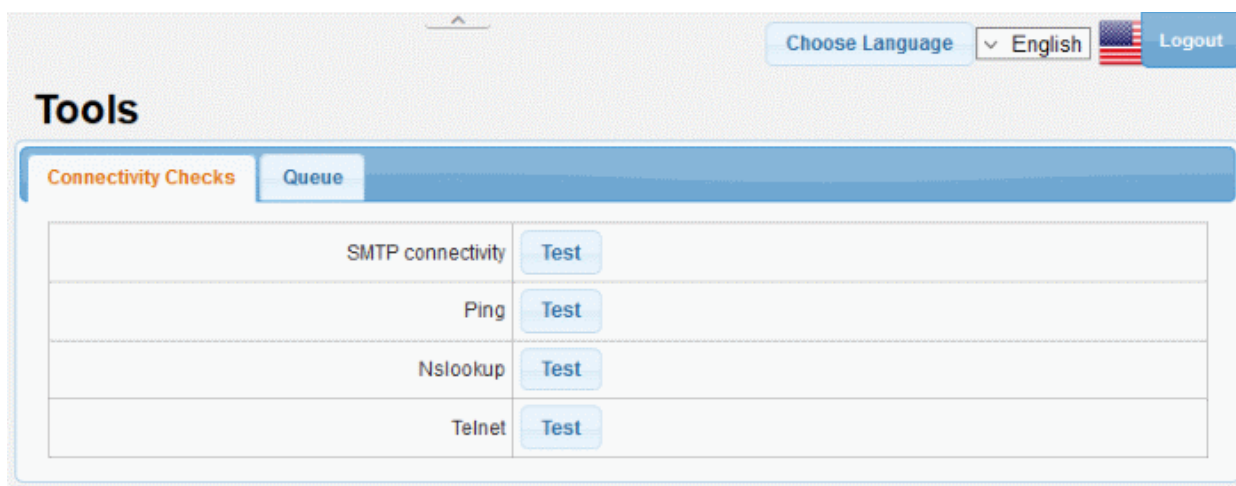 Choose Language English Logout
Tools
Connectivity Checks Queue
SMTP connectivity Test
Ping Test
Nslookup Test
Telnet Test